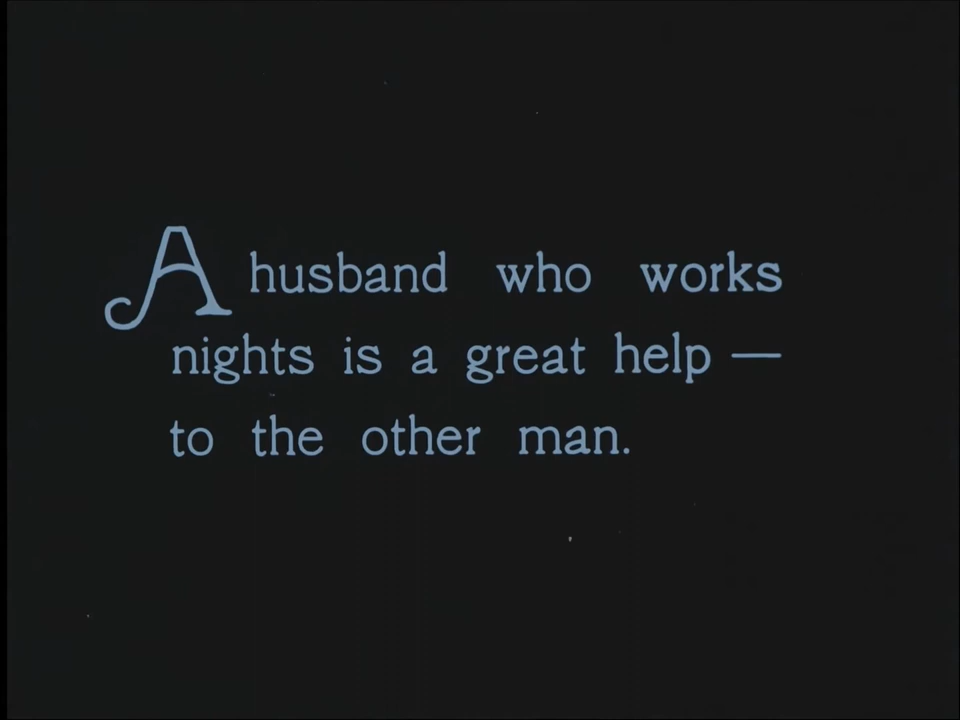 A husband who works
nights is a great help —
to the other man.